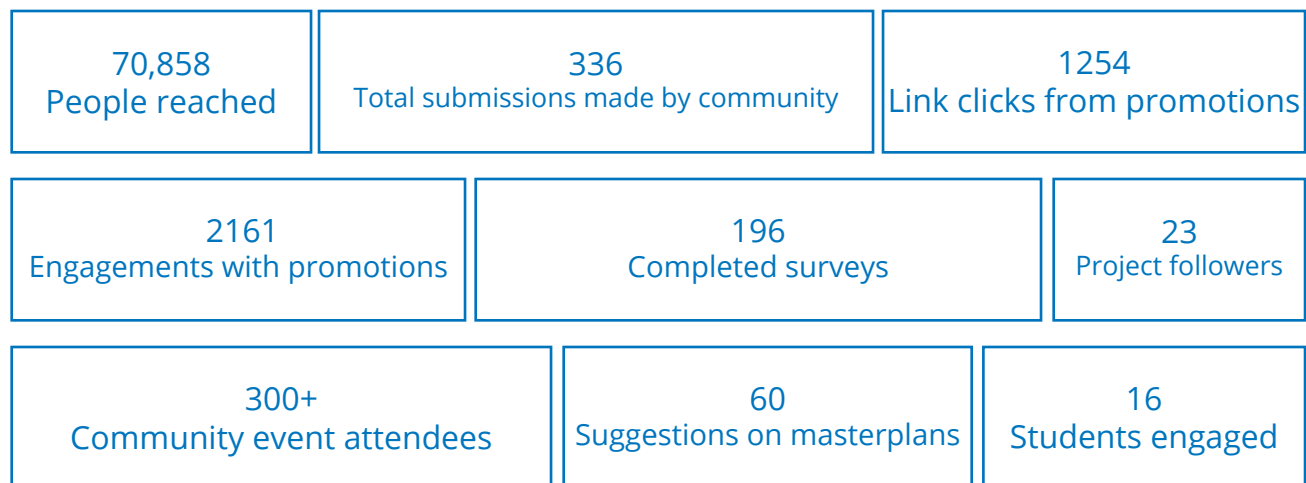 70,858
People reached
336
Total submissions made by community
1254
Link clicks from promotions
2161
Engagements with promotions
196
Completed surveys
23
Project followers
300+
Community event attendees
60
Suggestions on masterplans
16
Students engaged